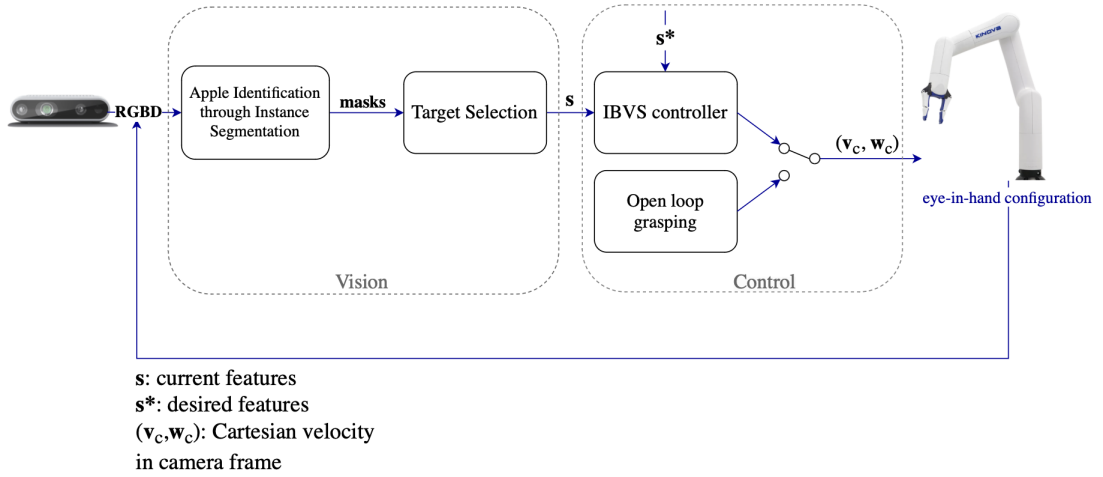 s*
KINOVA
RGBD
Apple Identification
through Instance
Segmentation
masks
Target Selection
s
IBVS controller
(vc, wc)
Open loop
grasping
eye-in-hand configuration
Vision
Control
s: current features
s*: desired features
(vc,wc): Cartesian velocity
in camera frame